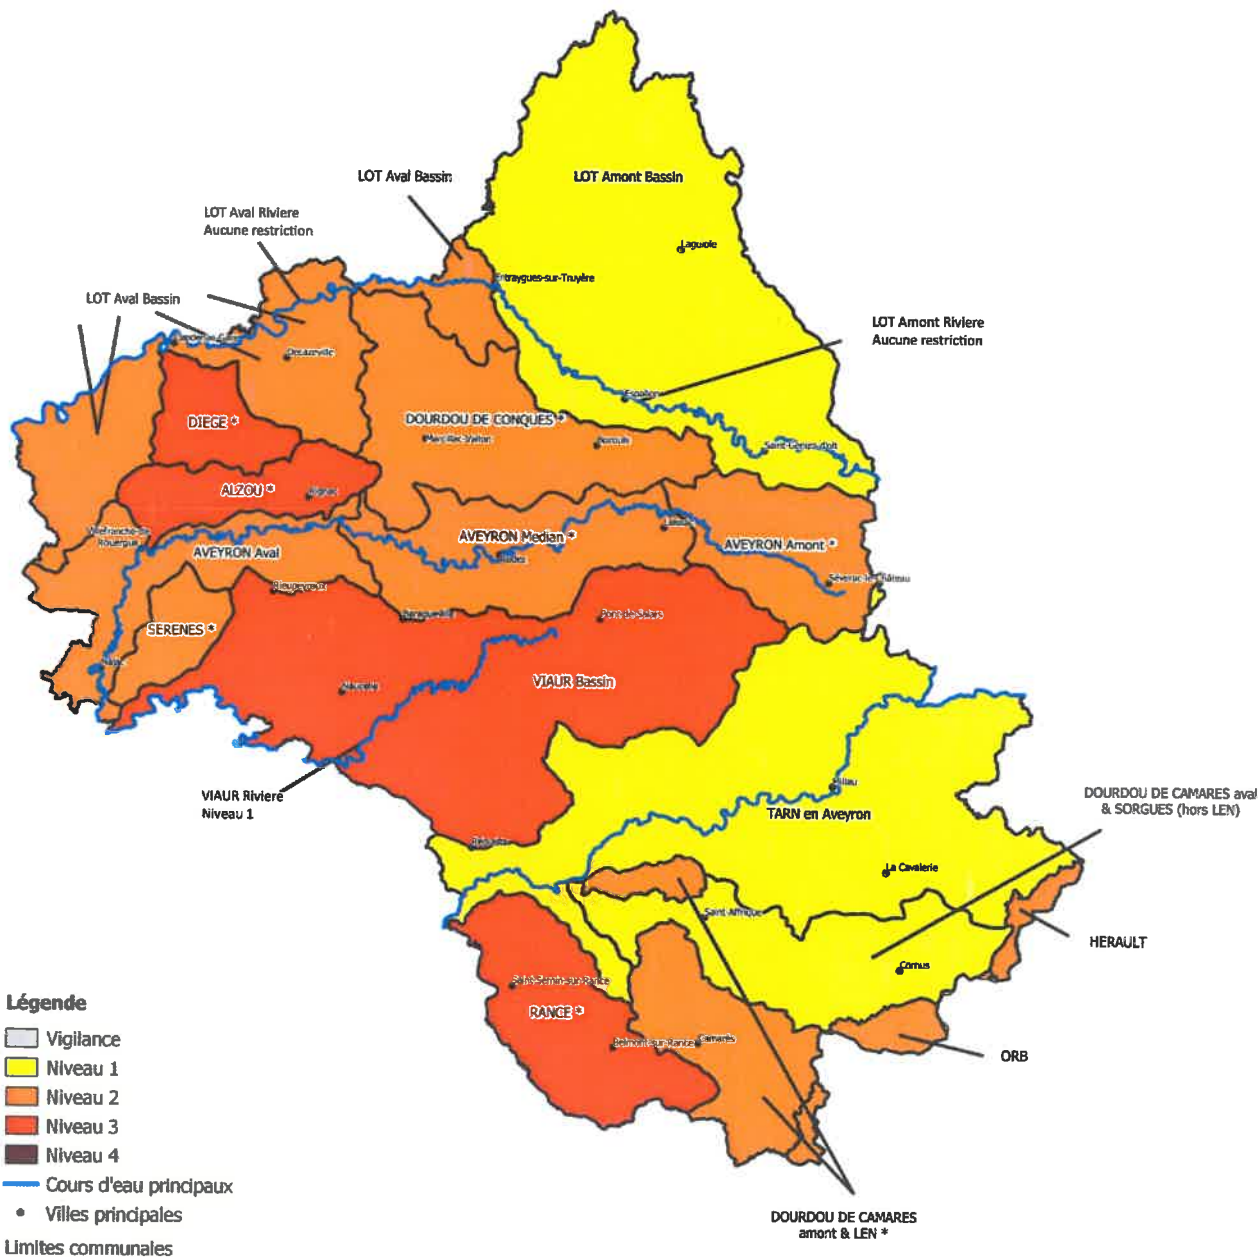 LOT Aval Bassin
LOT Amont Bassin
LOT Aval Riviere
Aucune restriction
Laguiole
Entraygues-sur-Truyère
LOT Aval Bassin
LOT Amont Riviere
Aucune restriction
Decazeville
Espalion
DIEGE *
DOURDOU DE CONQUES *
Marcillac-Vallon
Bozouls
Saint-Geniez-d'olt
ALZOU *
Rignac
Villefranche-de
Rouergue
AVEYRON Aval
AVEYRON Median *
Rodez
Laissac
AVEYRON Amont *
Séverac-le-Château
Rieupeyroux
SERENES *
Baraqueville
Pont-de-Salars
Najac
Naucelle
VIAUR Bassin
VIAUR Riviere
Niveau 1
Millau
TARN en Aveyron
DOURDOU DE CAMARES aval
& SORGUES (hors LEN)
Réquista
La Cavalerie
Saint-Affrique
HERAULT
Cornus
Saint-Sernin-sur-Rance
RANCE *
Belmont-sur-Rance
Camarès
ORB
DOURDOU DE CAMARES
amont & LEN *
Légende
Vigilance
Niveau 1
Niveau 2
Niveau 3
Niveau 4
Cours d'eau principaux
Villes principales
Limites communales